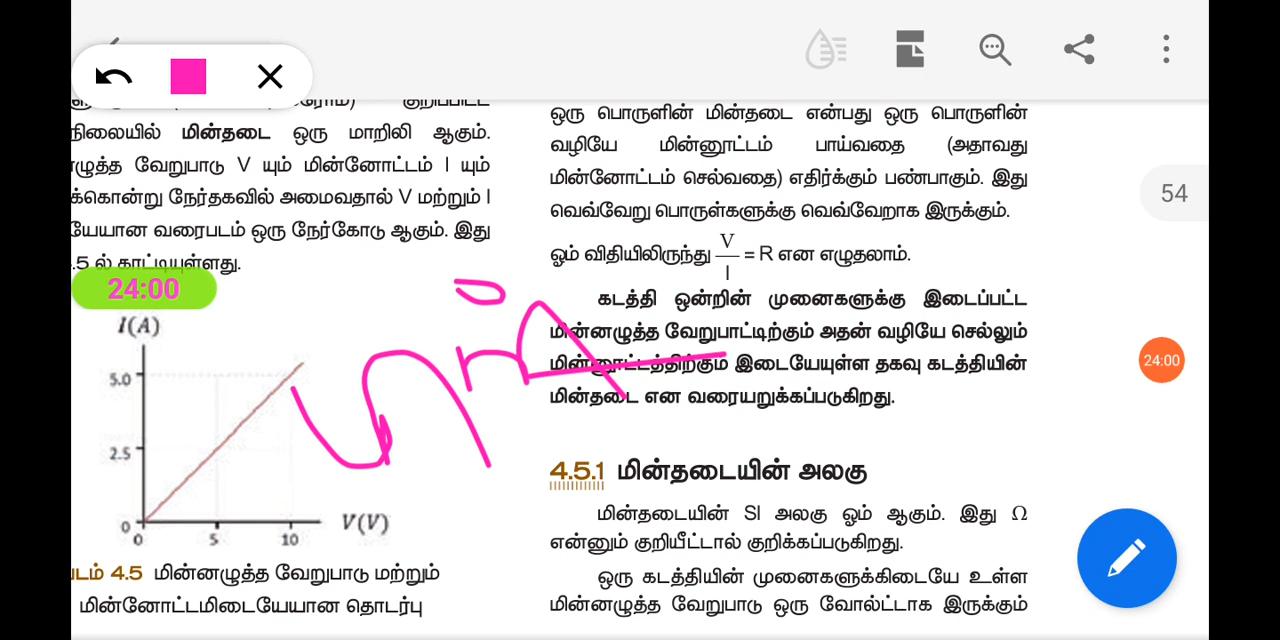 54
ரோம்) குறிப்பிட்ட
நிலையில் மின்தடை ஒரு மாறிலி ஆகும்.
ழுத்த வேறுபாடு V யும் மின்னோட்டம் I யும்
க்கொன்று நேர்தகவில் அமைவதால் V மற்றும் I
யேயான வரைபடம் ஒரு நேர்கோடு ஆகும். இது
.5 ல் காட்டியுள்ளது.
24:00
I(A)
5.0
2.5
0
0 5 10
V(V)
படம் 4.5 மின்னழுத்த வேறுபாடு மற்றும்
மின்னோட்டமிடையேயான தொடர்பு
ஒரு பொருளின் மின்தடை என்பது ஒரு பொருளின்
வழியே மின்னூட்டம் பாய்வதை (அதாவது
மின்னோட்டம் செல்வதை) எதிர்க்கும் பண்பாகும். இது
வெவ்வேறு பொருள்களுக்கு வெவ்வேறாக இருக்கும்.
ஓம் விதியிலிருந்து V/I = R என எழுதலாம்.
கடத்தி ஒன்றின் முனைகளுக்கு இடைப்பட்ட
மின்னழுத்த வேறுபாட்டிற்கும் அதன் வழியே செல்லும்
மின்னூட்டத்திற்கும் இடையேயுள்ள தகவு கடத்தியின்
மின்தடை என வரையறுக்கப்படுகிறது.
24:00
4.5.1 மின்தடையின் அலகு
மின்தடையின் SI அலகு ஓம் ஆகும். இது Ω
என்னும் குறியீட்டால் குறிக்கப்படுகிறது.
ஒரு கடத்தியின் முனைகளுக்கிடையே உள்ள
மின்னழுத்த வேறுபாடு ஒரு வோல்ட்டாக இருக்கும்